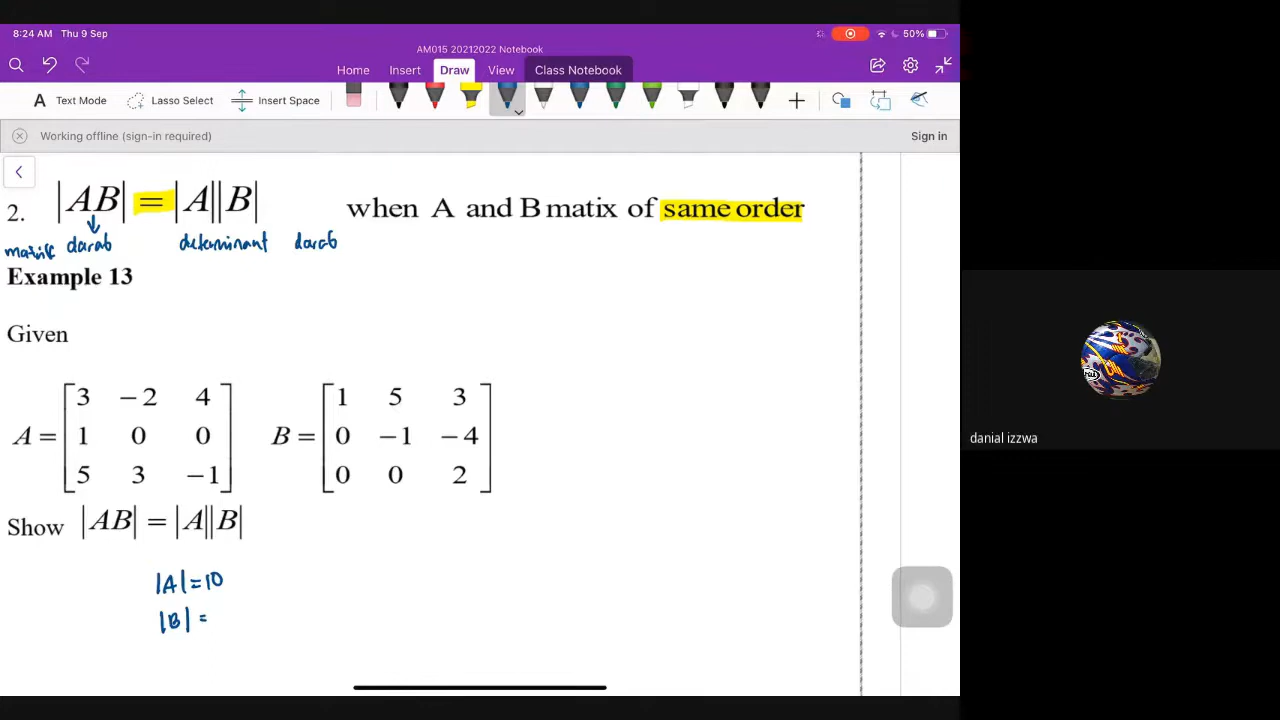 8:24 AM Thu 9 Sep
50%
AM015 20212022 Notebook
Home Insert Draw View Class Notebook
A Text Mode Lasso Select Insert Space
Working offline (sign-in required) Sign in
2. |AB| = |A||B| when A and B matix of same order
matrik darab determinant darab
Example 13
Given
A = [3 −2 4 B = [1 5 3
1 0 0 0 −1 −4
5 3 −1] 0 0 2]
Show |AB| = |A||B|
|A| = 10
|B| =
danial izzwa